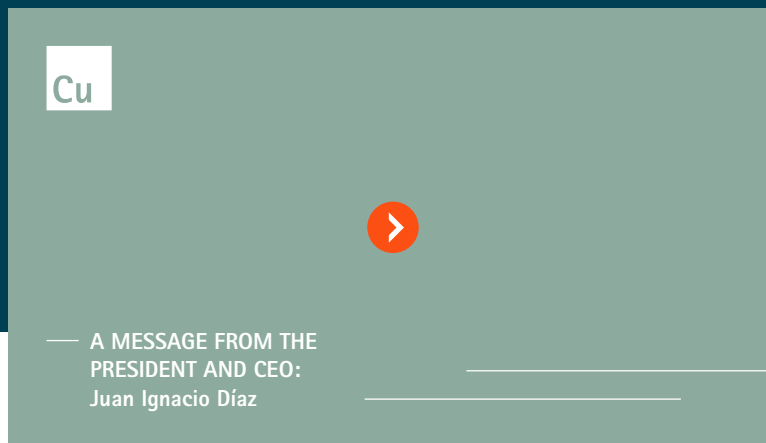 Cu
A MESSAGE FROM THE
PRESIDENT AND CEO:
Juan Ignacio Díaz